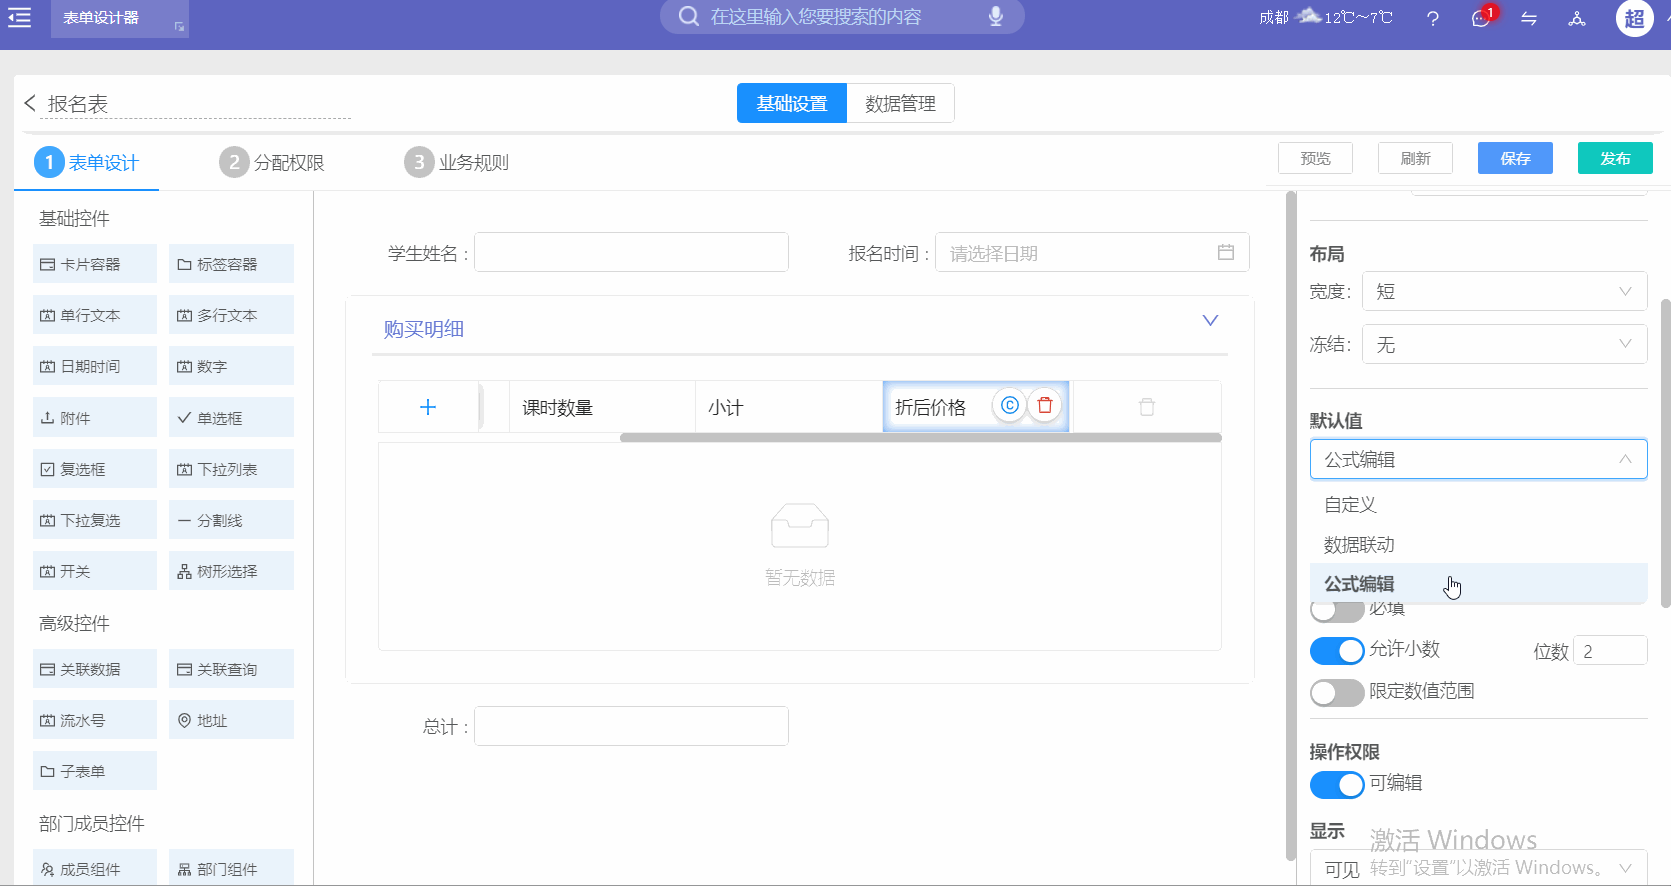 表单设计器
在这里输入您要搜索的内容
成都 12℃～7℃
?
1
超
报名表
基础设置
数据管理
1 表单设计
2 分配权限
3 业务规则
预览
刷新
保存
发布
基础控件
卡片容器
标签容器
单行文本
多行文本
日期时间
数字
附件
单选框
复选框
下拉列表
下拉复选
分割线
开关
树形选择
高级控件
关联数据
关联查询
流水号
地址
子表单
部门成员控件
成员组件
部门组件
学生姓名 :
报名时间 : 请选择日期
购买明细
课时数量
小计
折后价格
暂无数据
总计 :
布局
宽度: 短
冻结: 无
默认值
公式编辑
自定义
数据联动
公式编辑
必填
允许小数 位数 2
限定数值范围
操作权限
可编辑
显示
可见
激活 Windows
转到“设置”以激活 Windows。